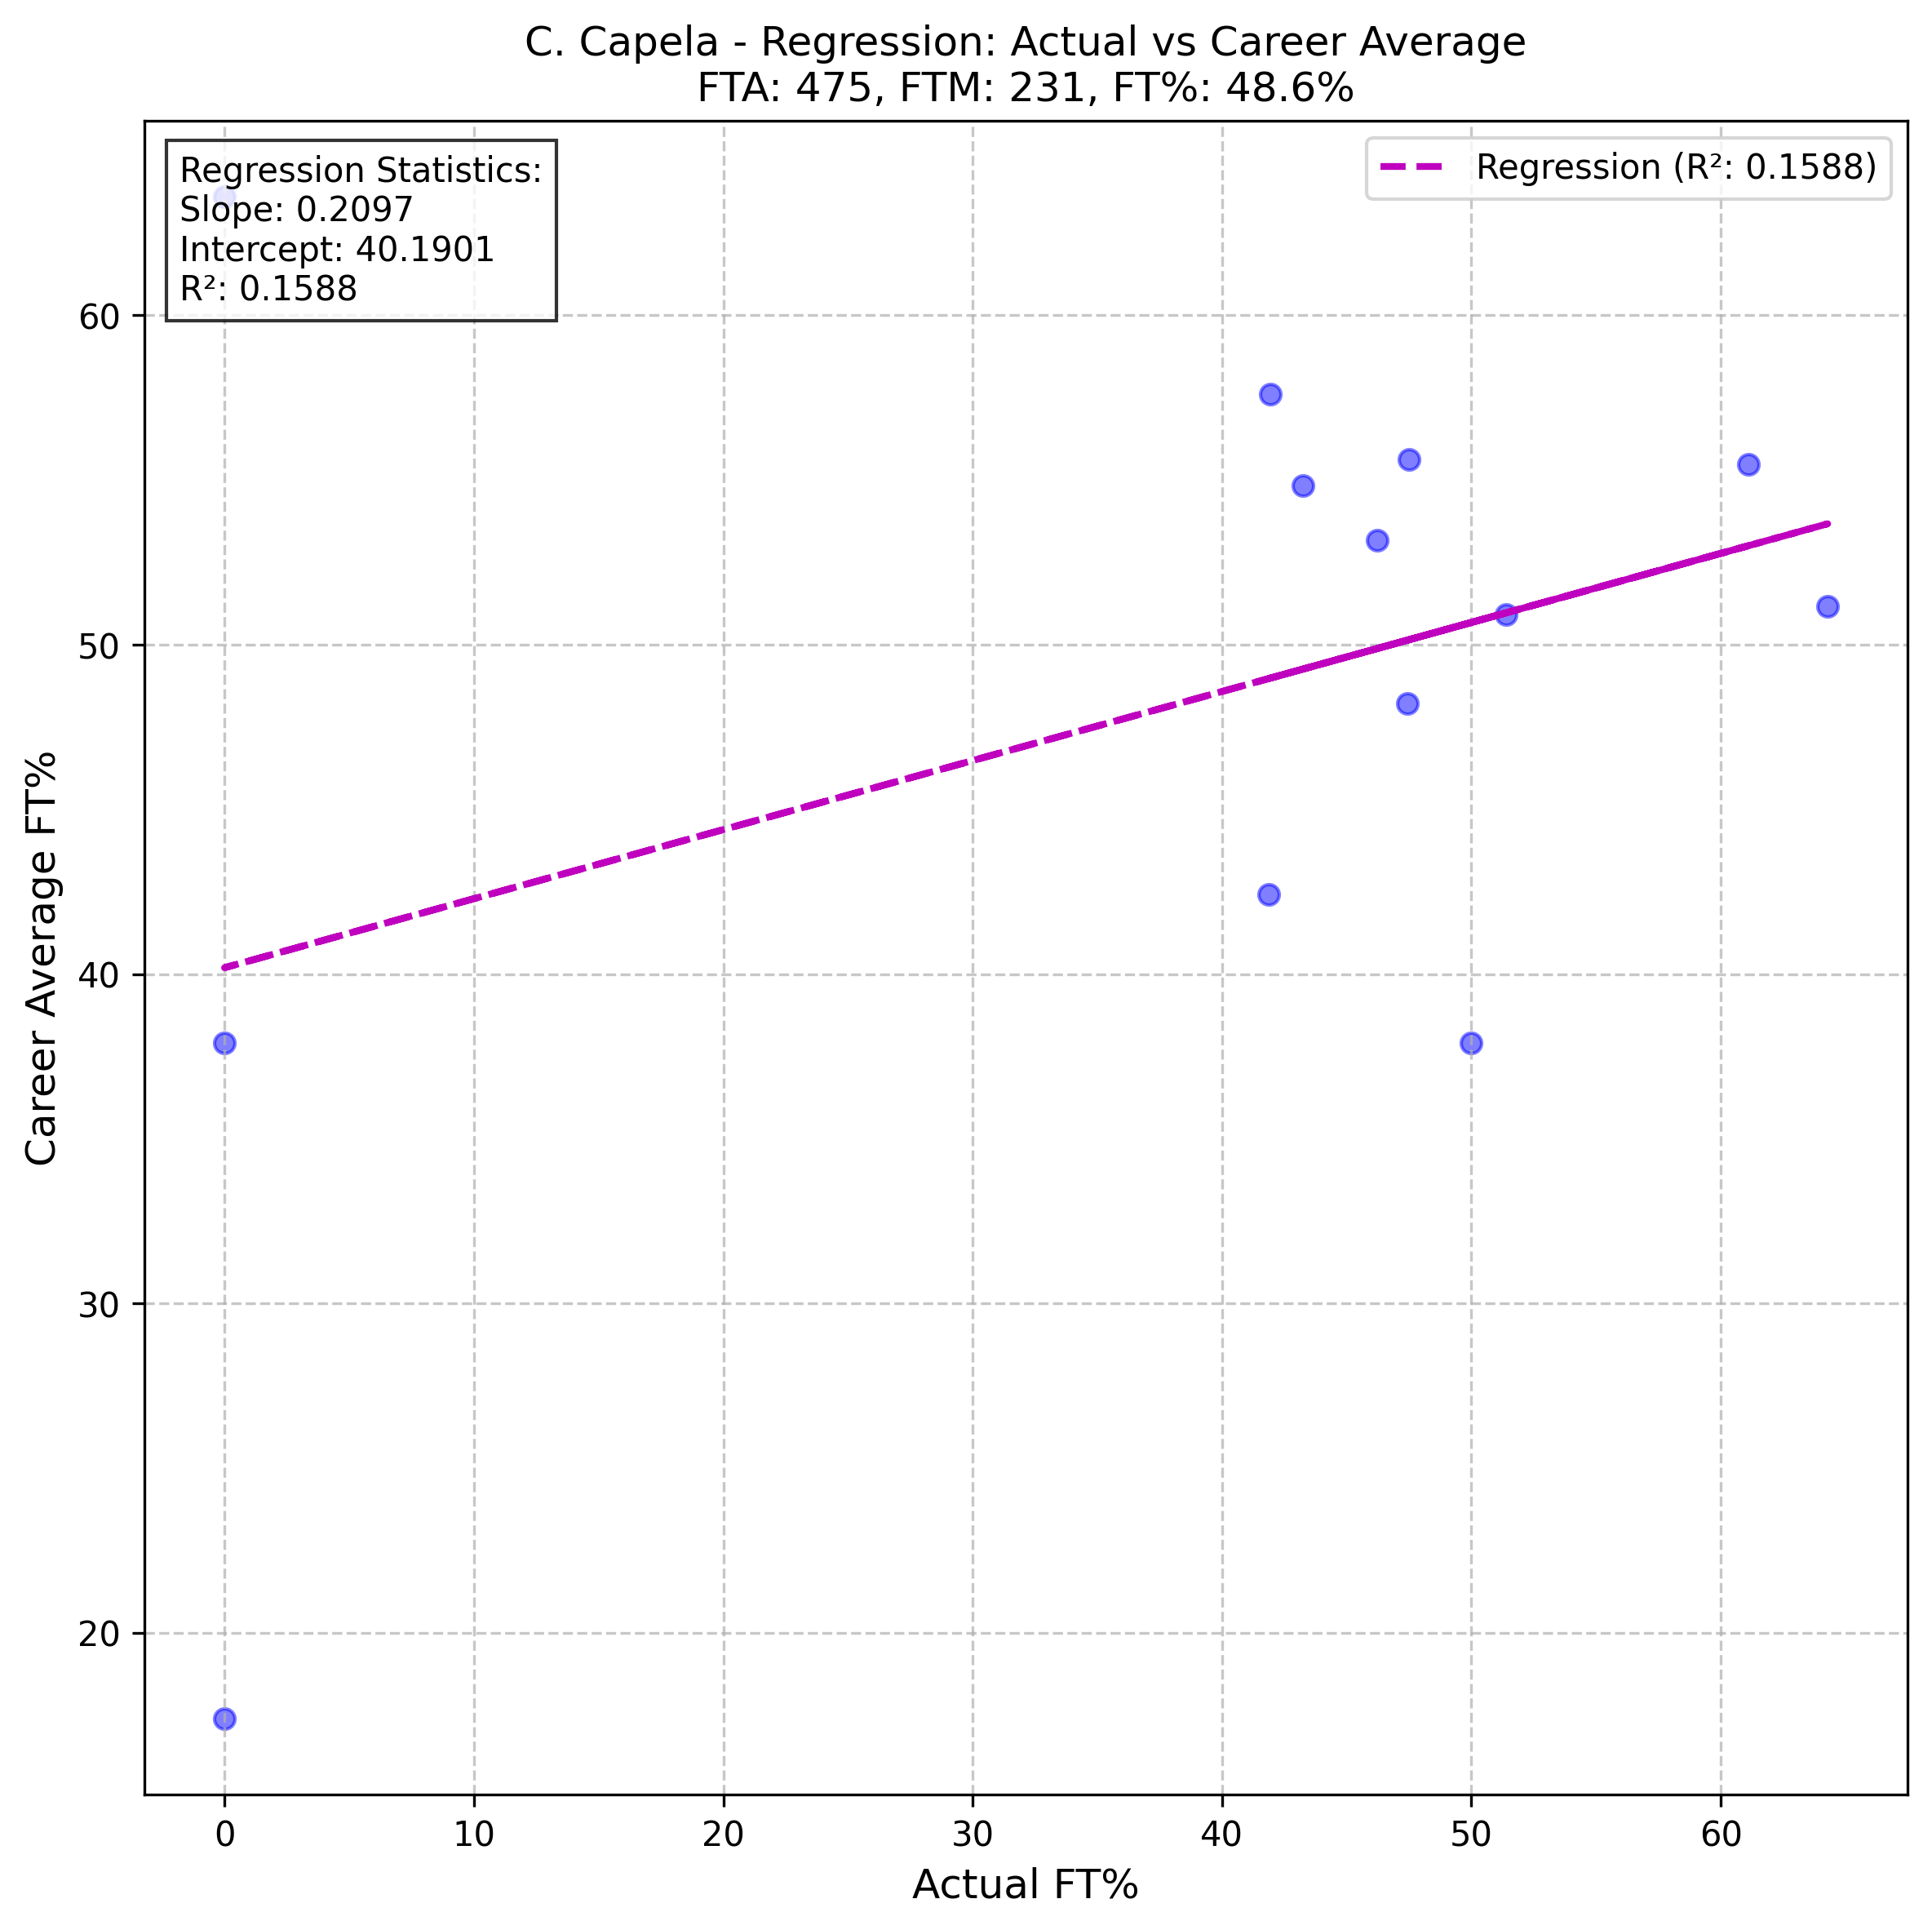 C. Capela - Regression: Actual vs Career Average
FTA: 475, FTM: 231, FT%: 48.6%
Regression Statistics:
Slope: 0.2097
Intercept: 40.1901
R²: 0.1588
Regression (R²: 0.1588)
60
50
40
30
20
Career Average FT%
0 10 20 30 40 50 60
Actual FT%